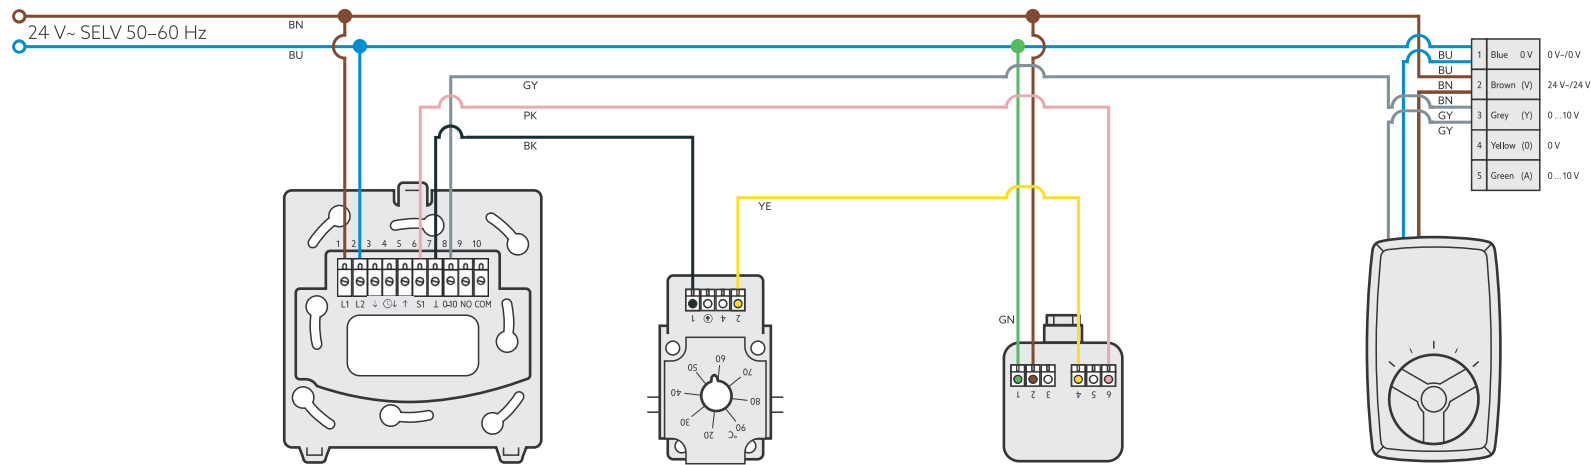 BN
24 V~ SELV 50–60 Hz
BU
BU
1 Blue 0 V 0 V~/0 V
BU
2 Brown (V) 24 V~/24 V
BN
BN
3 Grey (Y) 0 ...10 V
GY
GY
4 Yellow (0) 0 V
5 Green (A) 0 ...10 V
GY
PK
BK
YE
1 2 3 4 5 6 7 8 9 10
L1 L2 ↓ ↓ ↑ S1 ⊥ 0-10 NO COM
1 4 2
20 30 40 50 60 70 80 90 °C
GN
1 2 3 4 5 6